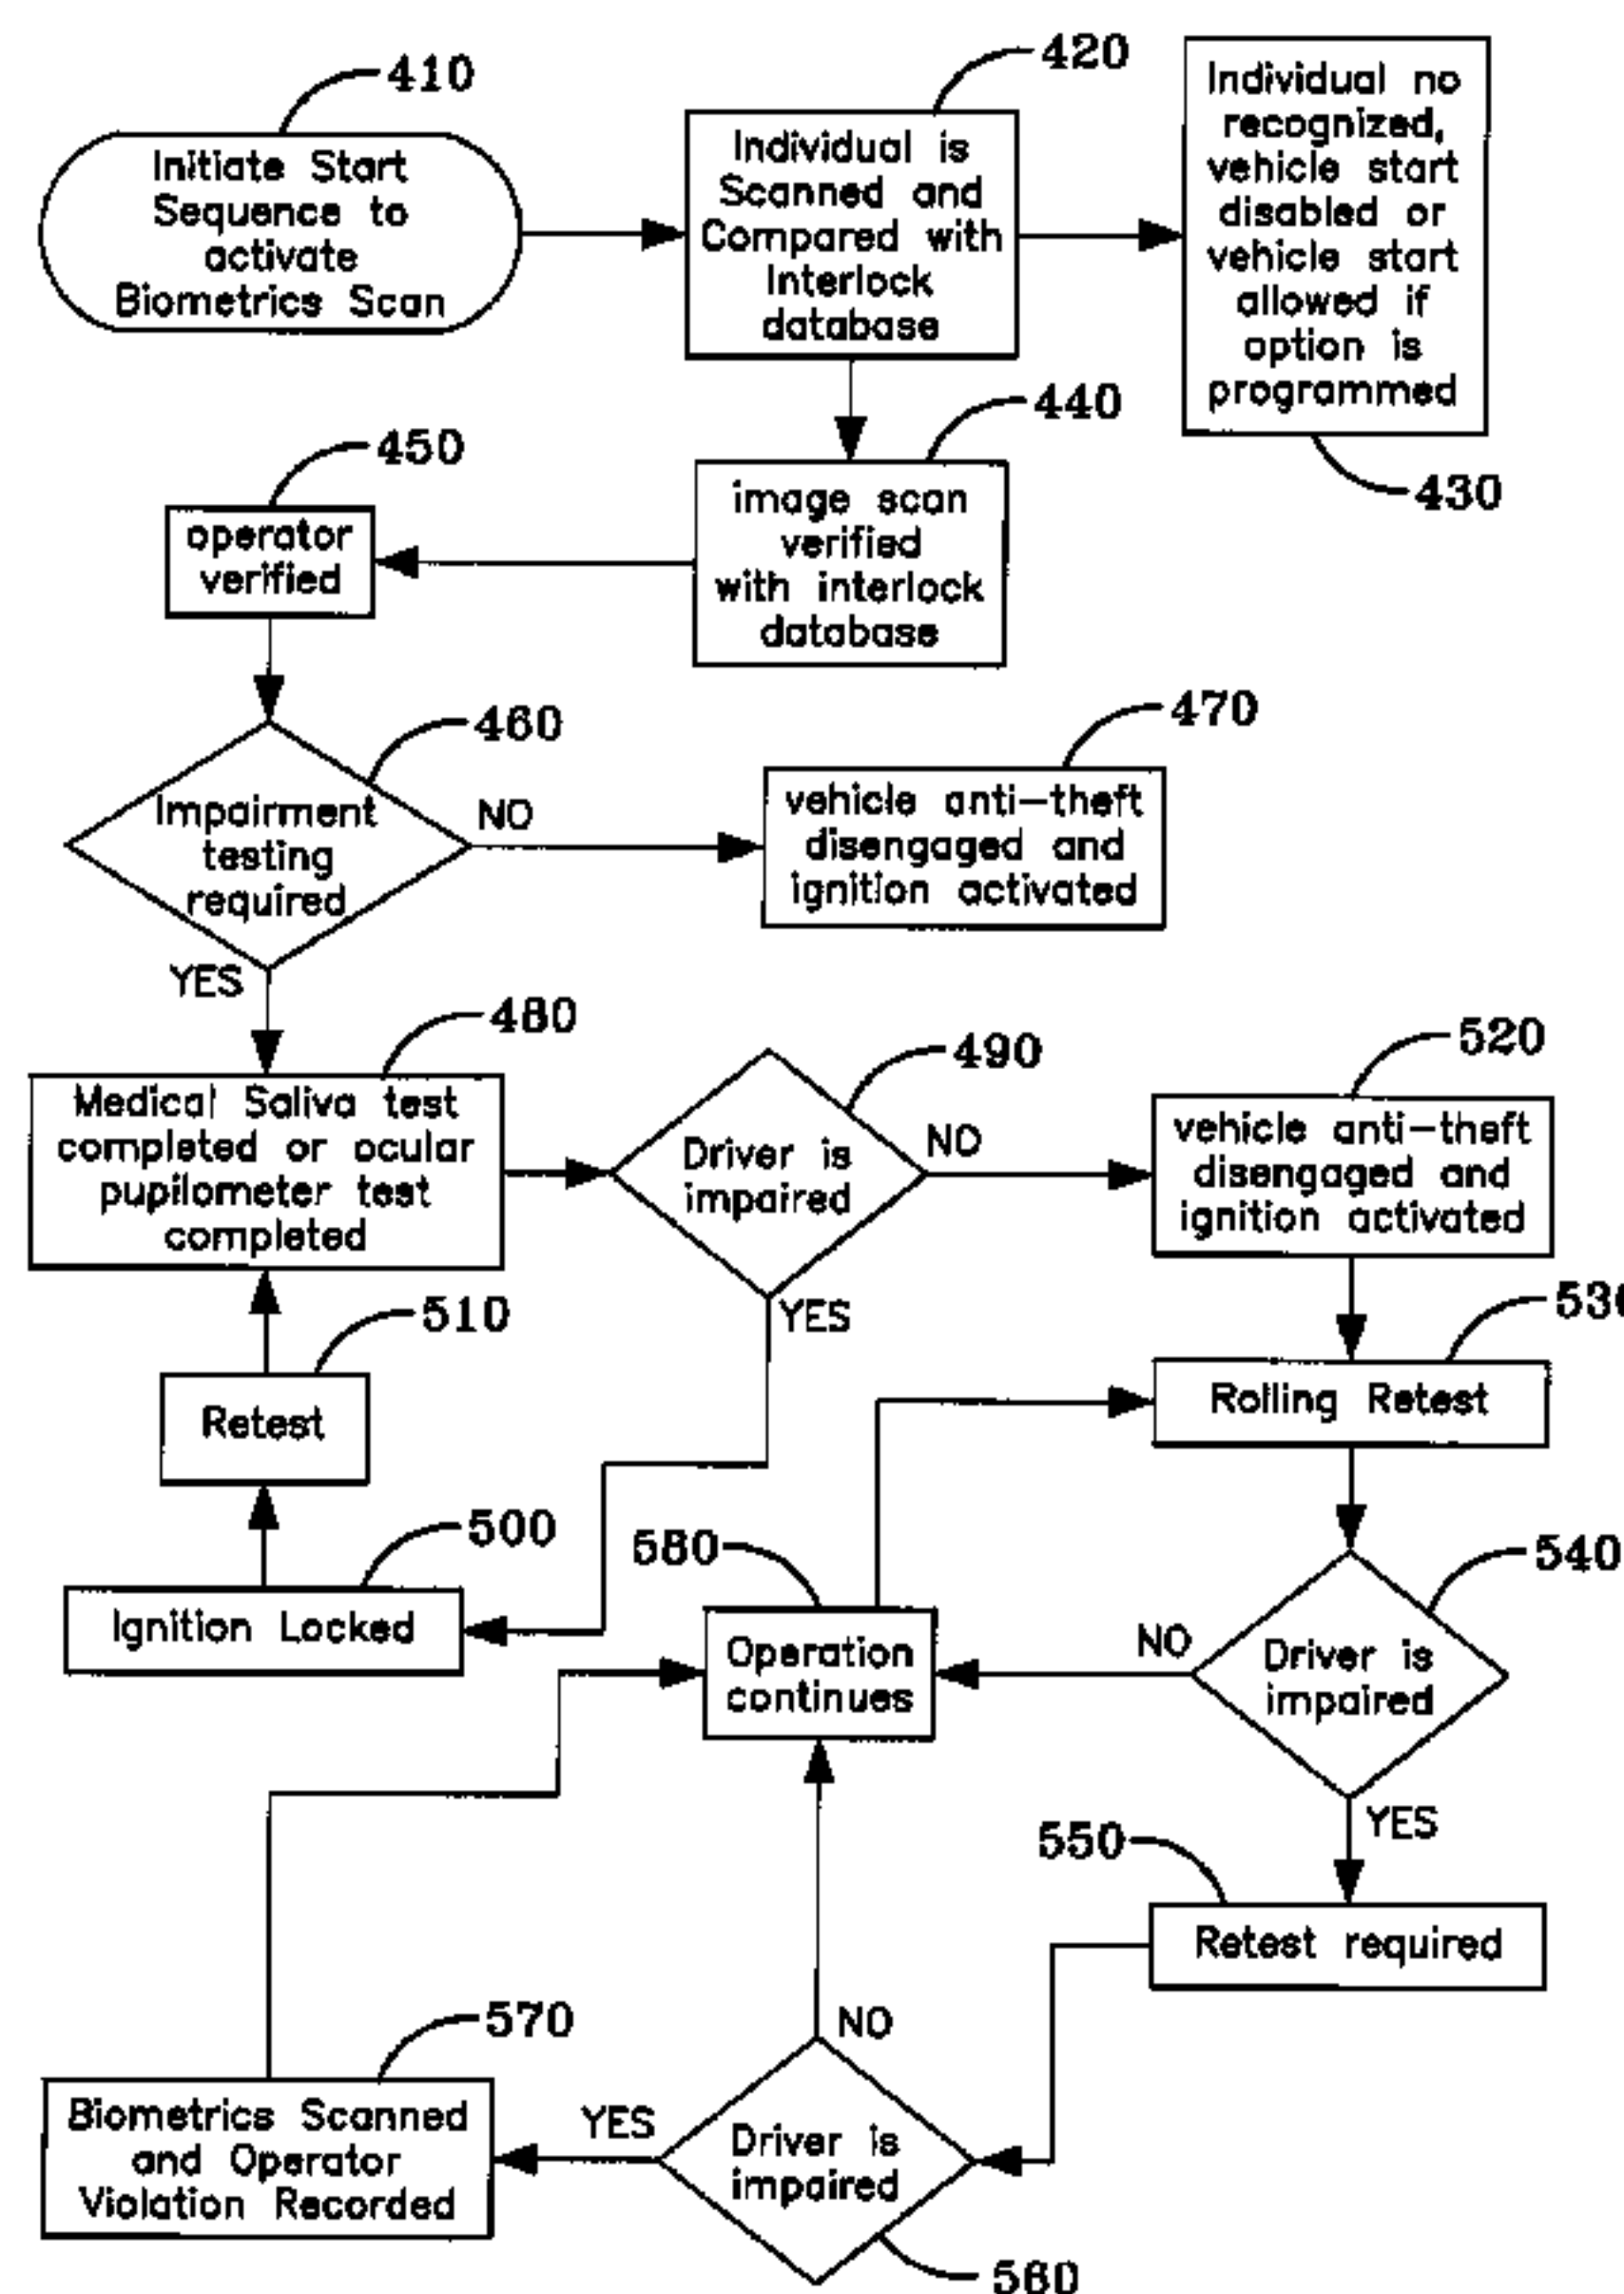 410
Initiate Start
Sequence to
activate
Biometrics Scan
420
Individual is
Scanned and
Compared with
Interlock
database
Individual no
recognized,
vehicle start
disabled or
vehicle start
allowed if
option is
programmed
430
440
image scan
verified
with interlock
database
450
operator
verified
460
Impairment
testing
required
NO
YES
470
vehicle anti-theft
disengaged and
ignition activated
480
Medical Saliva test
completed or ocular
pupilometer test
completed
490
Driver is
impaired
NO
YES
520
vehicle anti-theft
disengaged and
ignition activated
510
Retest
530
Rolling Retest
500
Ignition Locked
580
Operation
continues
540
Driver is
impaired
NO
YES
550
Retest required
560
Driver is
impaired
NO
YES
570
Biometrics Scanned
and Operator
Violation Recorded